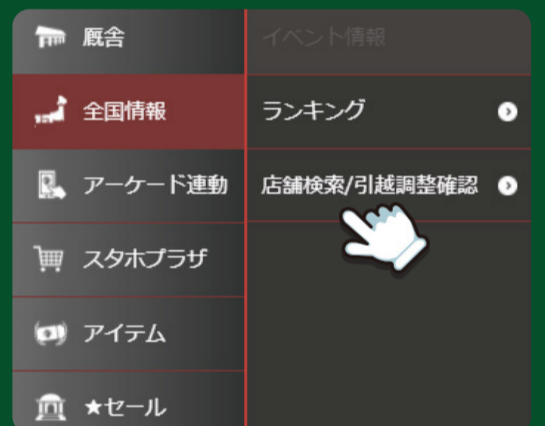 厩舎
全国情報
アーケード連動
スタホプラザ
アイテム
★セール
イベント情報
ランキング
店舗検索/引越調整確認